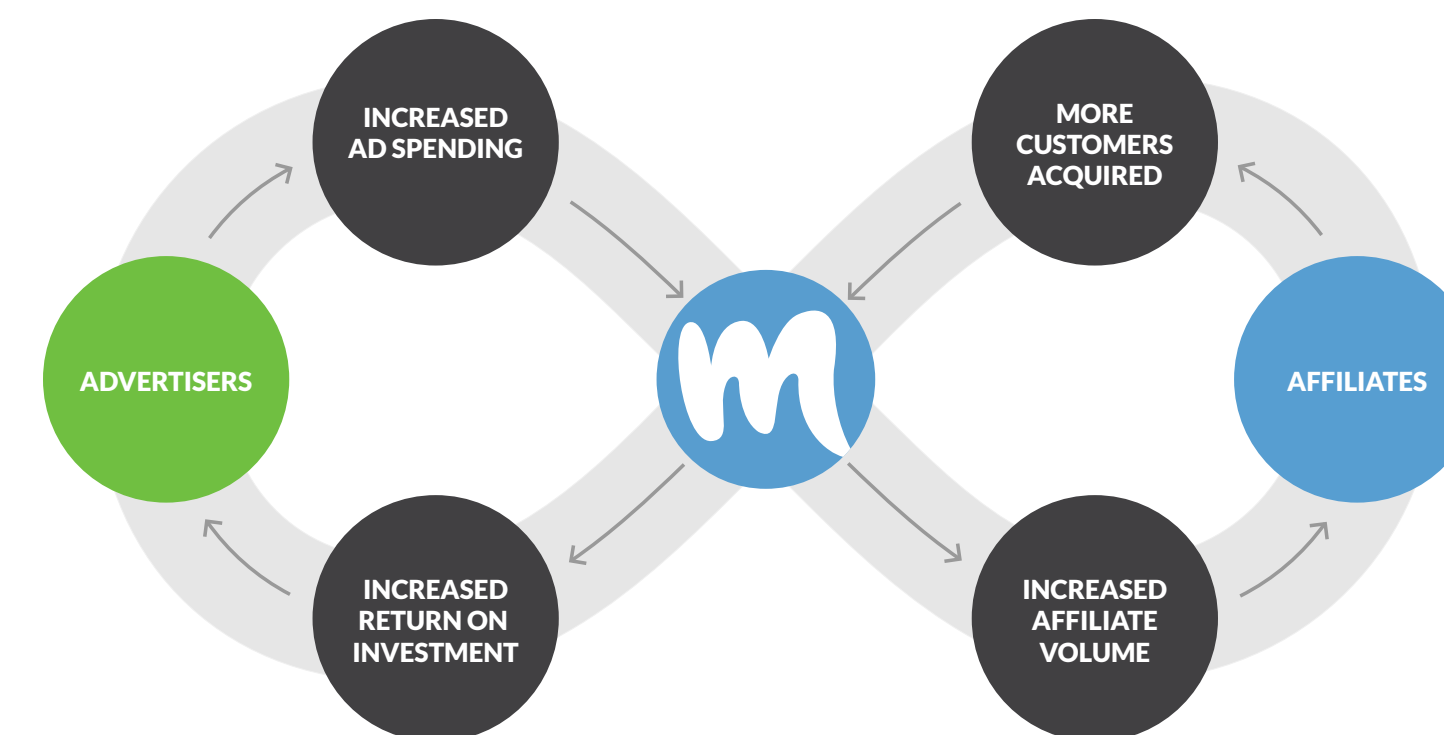 INCREASED
AD SPENDING
MORE
CUSTOMERS
ACQUIRED
ADVERTISERS
m
AFFILIATES
INCREASED
RETURN ON
INVESTMENT
INCREASED
AFFILIATE
VOLUME